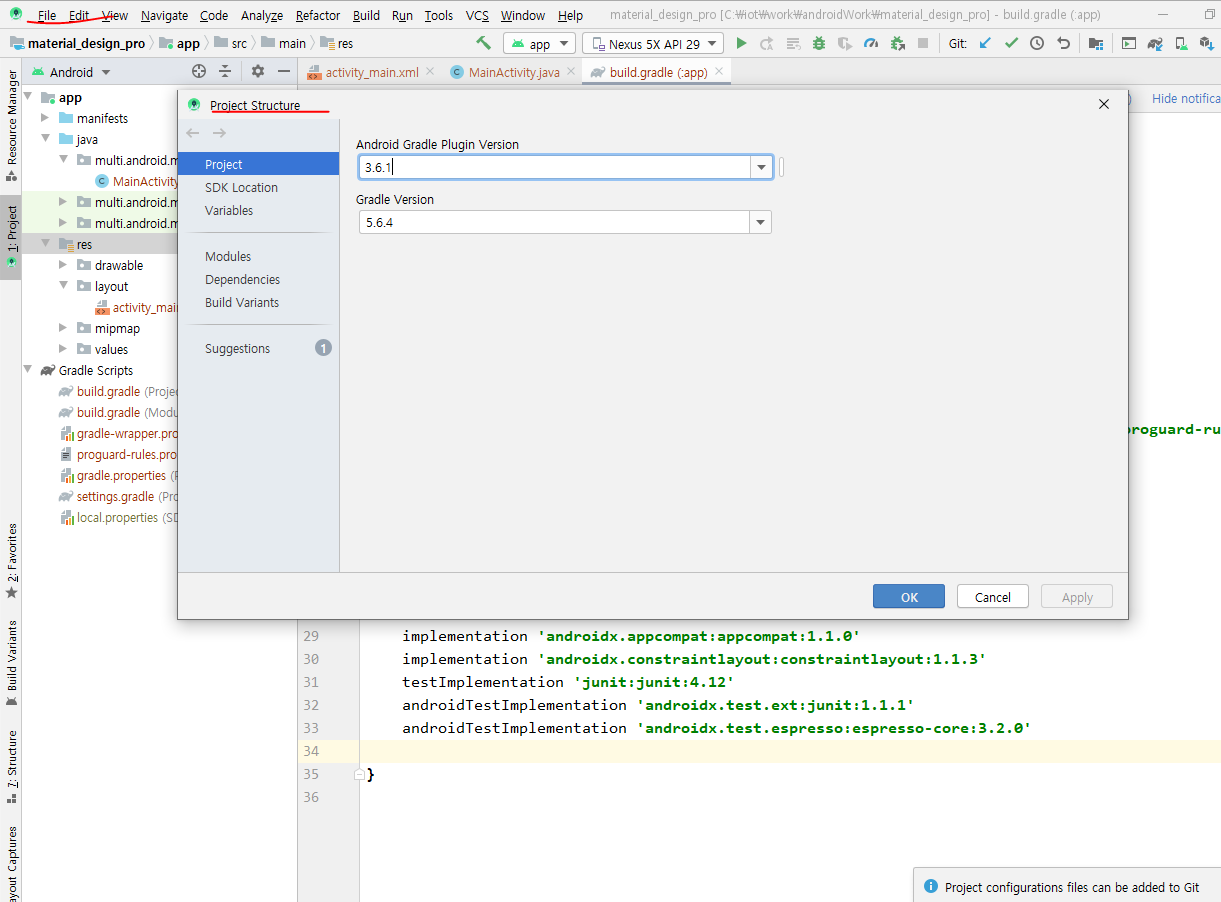 File Edit View Navigate Code Analyze Refactor Build Run Tools VCS Window Help material_design_pro [C:₩iot₩work₩androidWork₩material_design_pro] - build.gradle (:app)
material_design_pro app src main res app Nexus 5X API 29 Git:
Android activity_main.xml MainActivity.java build.gradle (:app)
Resource Manager
1: Project
2: Favorites
Build Variants
7: Structure
ayout Captures
app
manifests
java
multi.android.m
MainActivity
multi.android.m
multi.android.m
res
drawable
layout
activity_mai
mipmap
values
Gradle Scripts
build.gradle (Projec
build.gradle (Modu
gradle-wrapper.pro
proguard-rules.pro
gradle.properties (P
settings.gradle (Pro
local.properties (SD
Project Structure
Project
SDK Location
Variables
Modules
Dependencies
Build Variants
Suggestions 1
Android Gradle Plugin Version
3.6.1
Gradle Version
5.6.4
OK Cancel Apply
Hide notifica
proguard-ru
29 implementation 'androidx.appcompat:appcompat:1.1.0'
30 implementation 'androidx.constraintlayout:constraintlayout:1.1.3'
31 testImplementation 'junit:junit:4.12'
32 androidTestImplementation 'androidx.test.ext:junit:1.1.1'
33 androidTestImplementation 'androidx.test.espresso:espresso-core:3.2.0'
34
35 }
36
Project configurations files can be added to Git